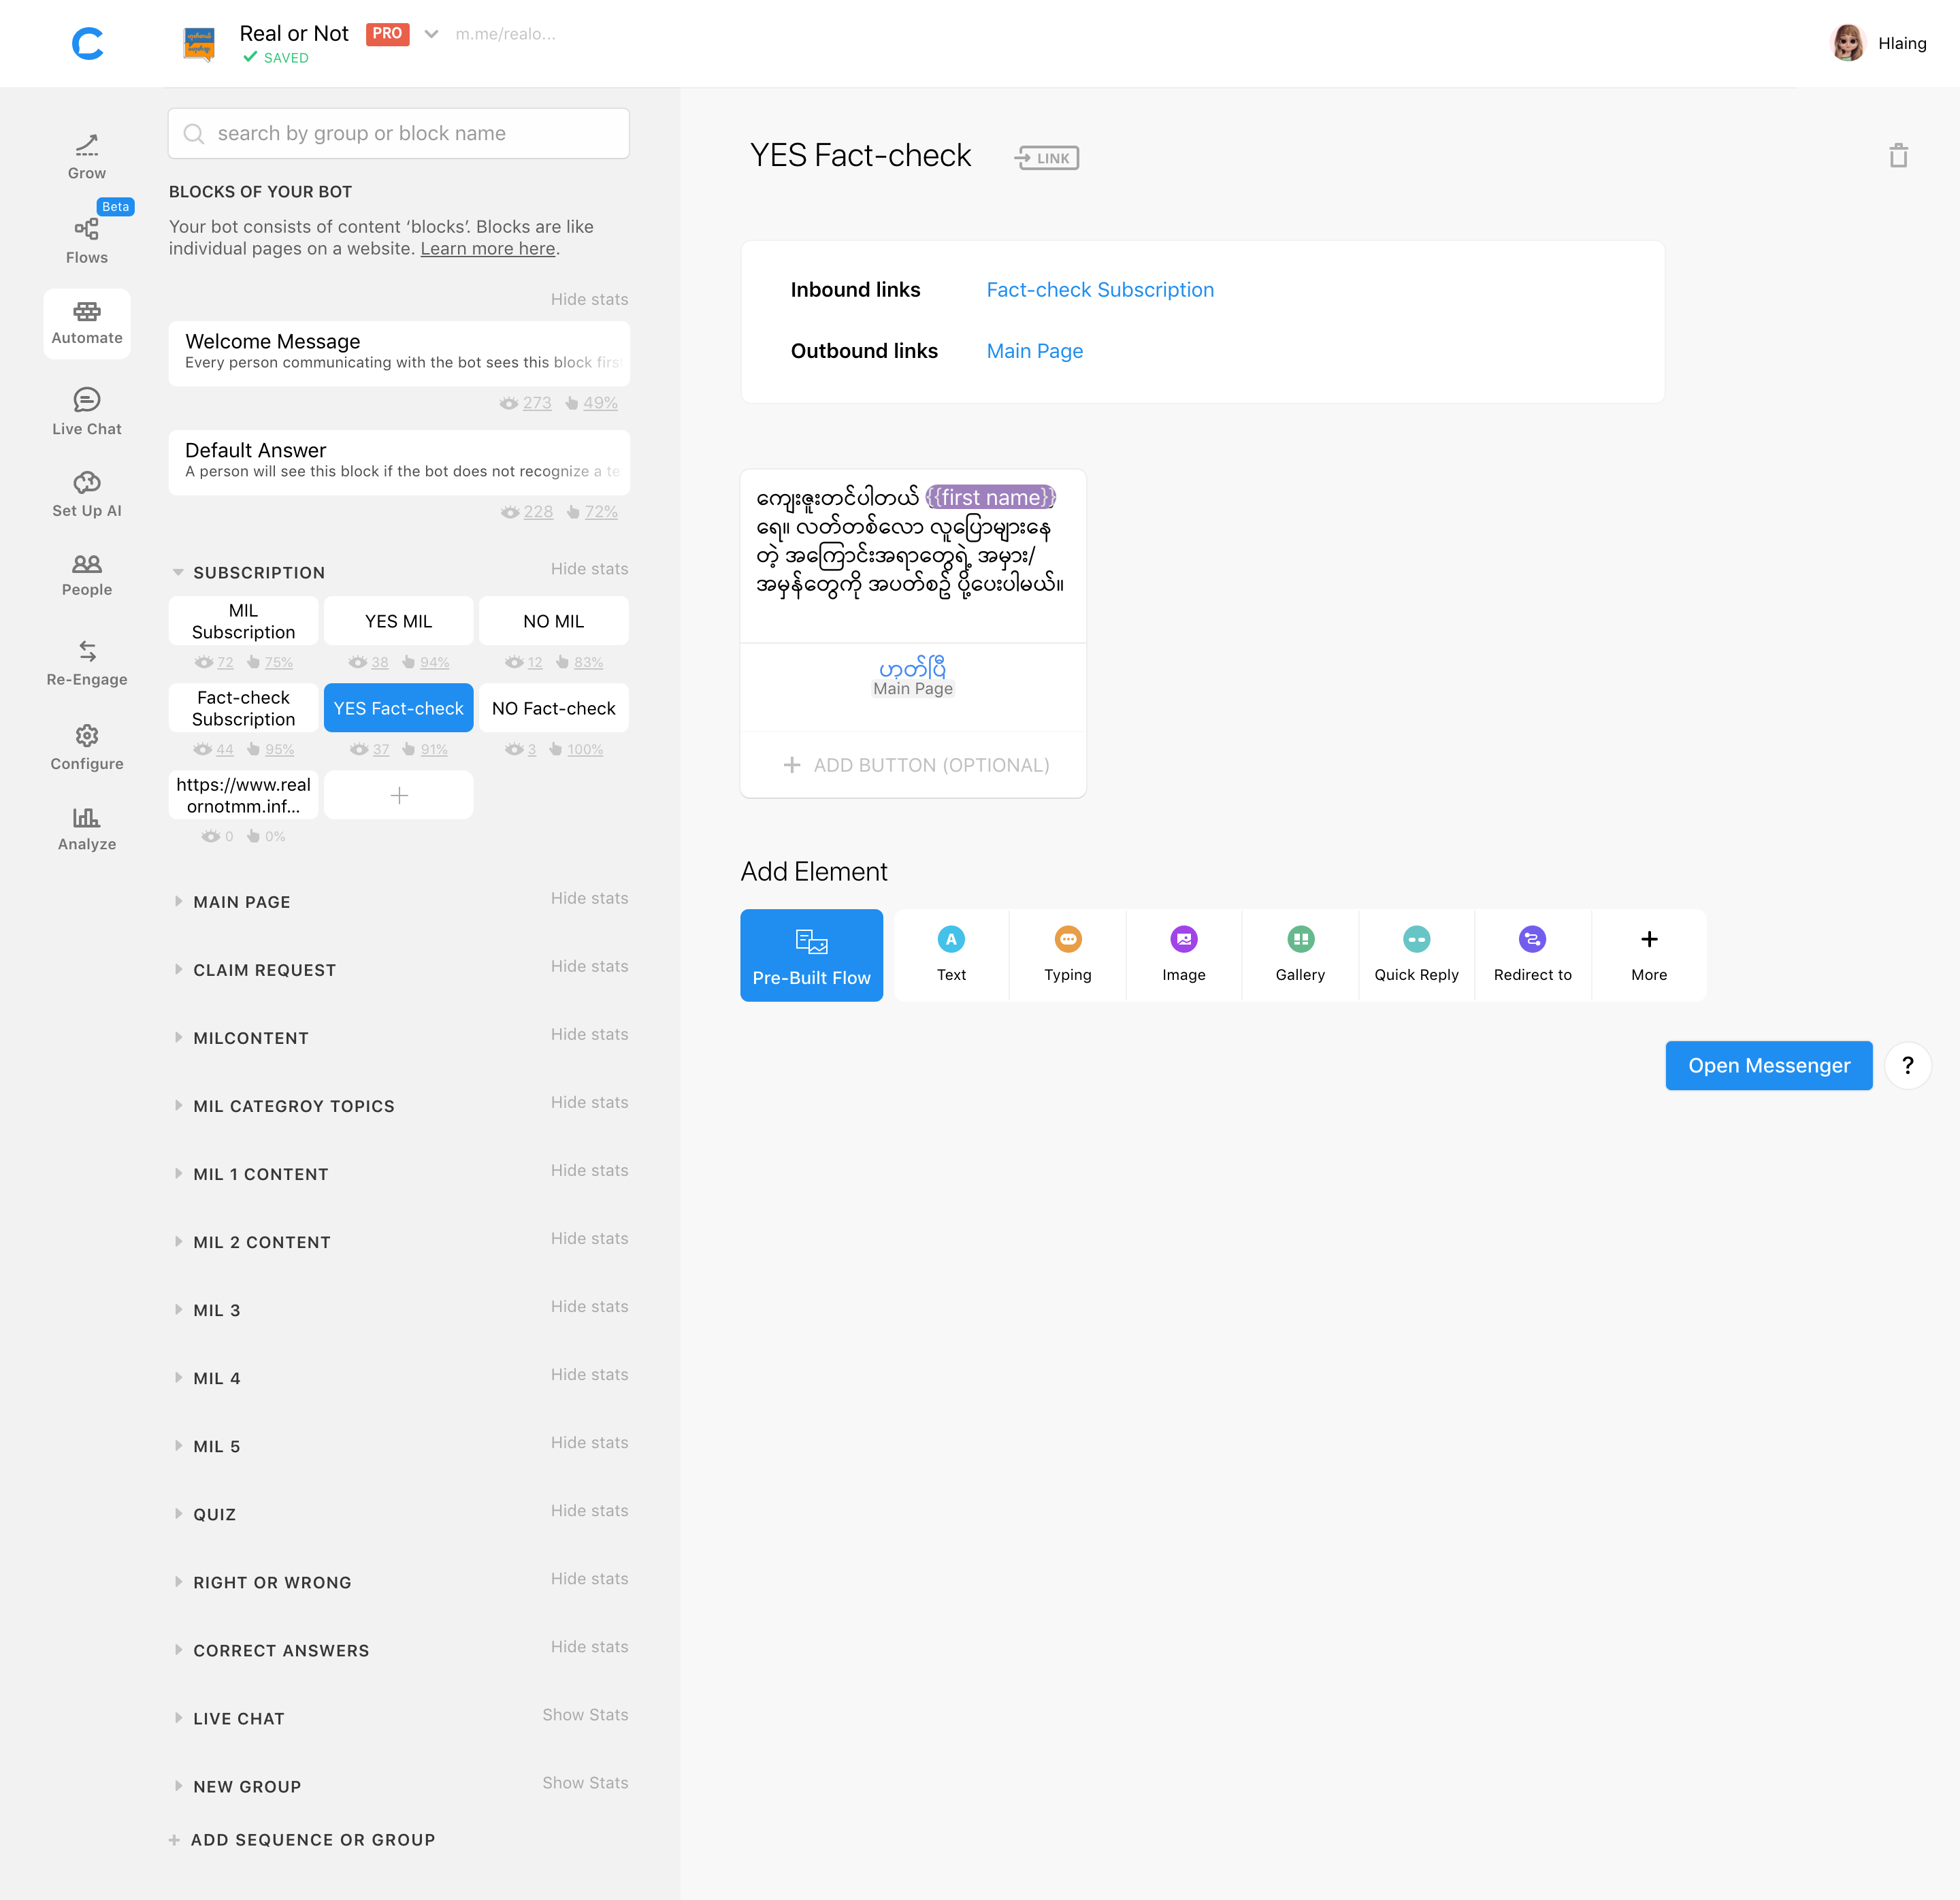 Real or Not PRO m.me/realo...
SAVED
Hlaing
Grow
Beta
Flows
Automate
Live Chat
Set Up AI
People
Re-Engage
Configure
Analyze
search by group or block name
BLOCKS OF YOUR BOT
Your bot consists of content ‘blocks’. Blocks are like
individual pages on a website. Learn more here.
Hide stats
Welcome Message
Every person communicating with the bot sees this block first
273 49%
Default Answer
A person will see this block if the bot does not recognize a te
228 72%
SUBSCRIPTION Hide stats
MIL
Subscription
YES MIL
NO MIL
72 75% 38 94% 12 83%
Fact-check
Subscription
YES Fact-check
NO Fact-check
44 95% 37 91% 3 100%
https://www.real
ornotmm.inf...
0 0%
MAIN PAGE Hide stats
CLAIM REQUEST Hide stats
MILCONTENT Hide stats
MIL CATEGROY TOPICS Hide stats
MIL 1 CONTENT Hide stats
MIL 2 CONTENT Hide stats
MIL 3 Hide stats
MIL 4 Hide stats
MIL 5 Hide stats
QUIZ Hide stats
RIGHT OR WRONG Hide stats
CORRECT ANSWERS Hide stats
LIVE CHAT Show Stats
NEW GROUP Show Stats
+ ADD SEQUENCE OR GROUP
YES Fact-check LINK
Inbound links Fact-check Subscription
Outbound links Main Page
ကျေးဇူးတင်ပါတယ် {{first name}}
ရေ။ လတ်တစ်လော လူပြောများနေ
တဲ့ အကြောင်းအရာတွေရဲ့ အမှား/
အမှန်တွေကို အပတ်စဥ် ပို့ပေးပါမယ်။
ဟုတ်ပြီ
Main Page
+ ADD BUTTON (OPTIONAL)
Add Element
Pre-Built Flow
A
Text
Typing
Image
Gallery
Quick Reply
Redirect to
More
Open Messenger ?